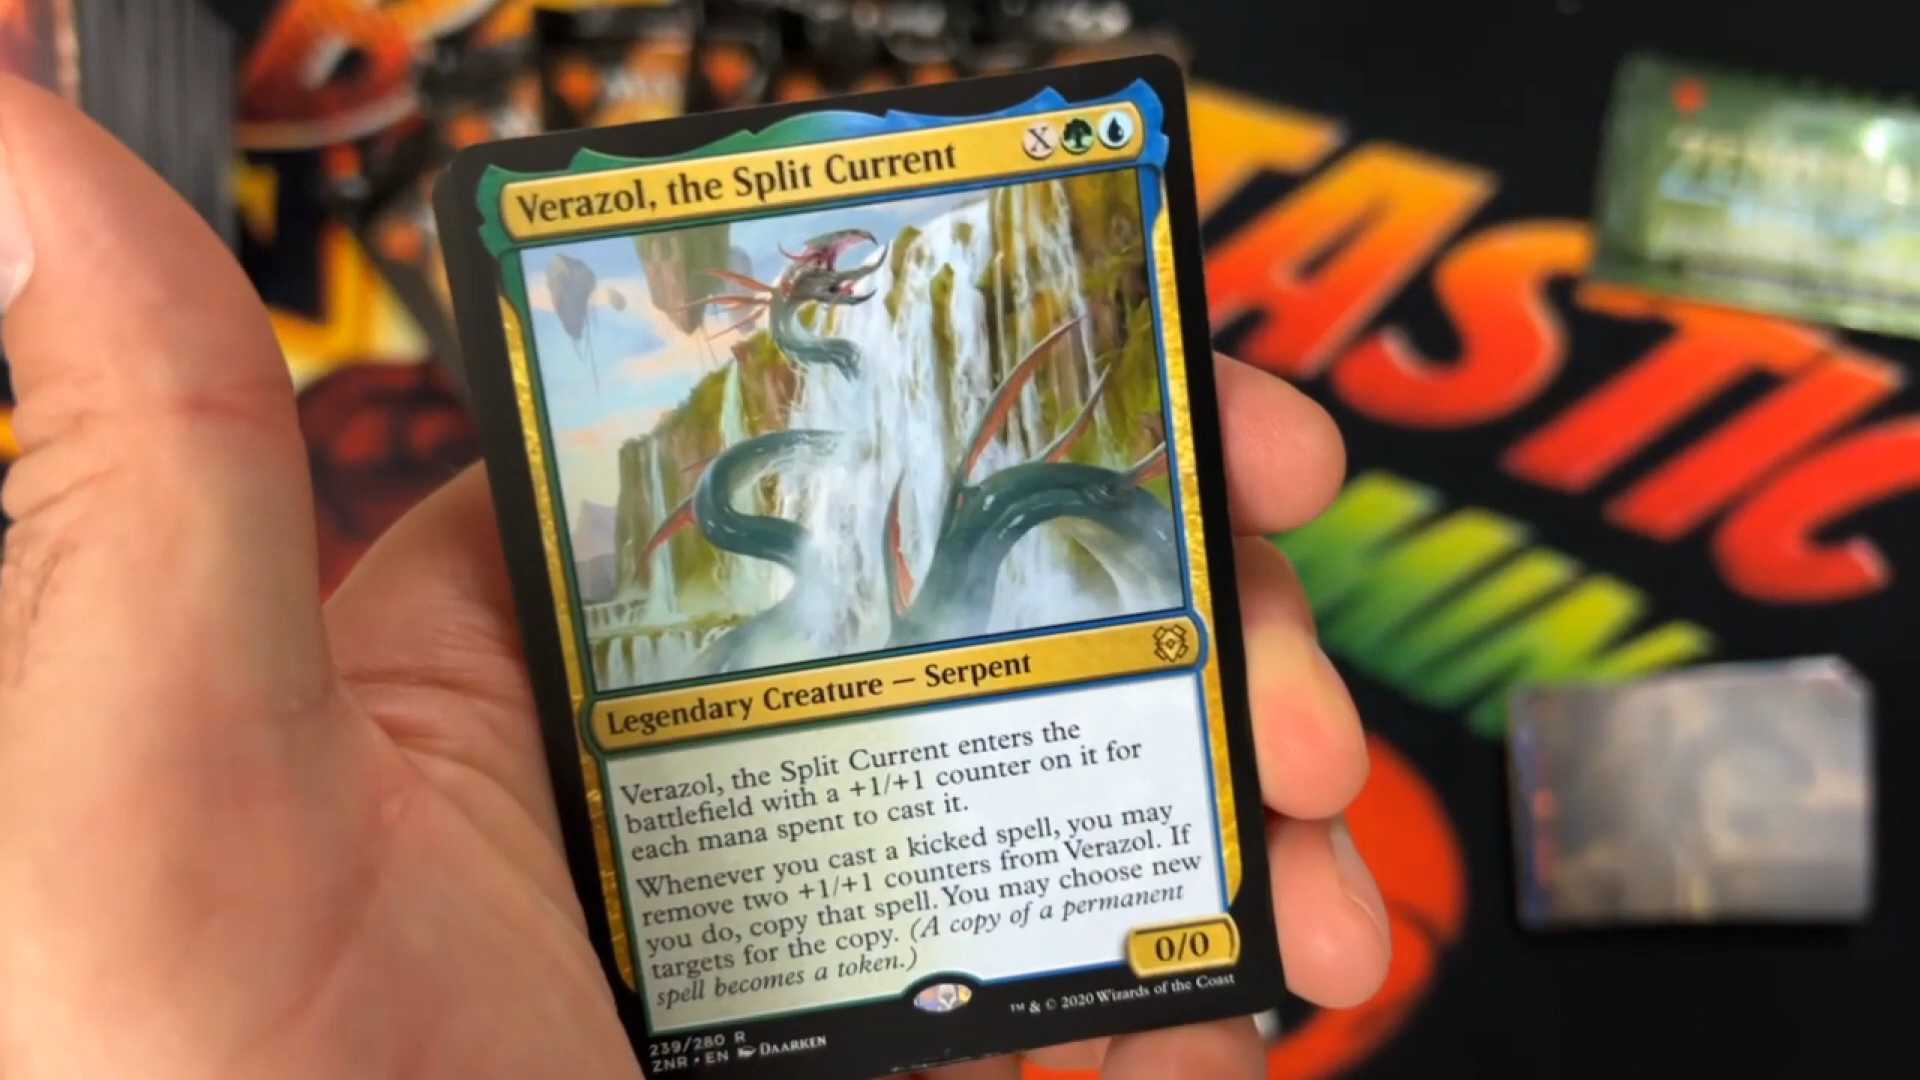 Verazol, the Split Current
X
Legendary Creature — Serpent
Verazol, the Split Current enters the
battlefield with a +1/+1 counter on it for
each mana spent to cast it.
Whenever you cast a kicked spell, you may
remove two +1/+1 counters from Verazol. If
you do, copy that spell. You may choose new
targets for the copy. (A copy of a permanent
spell becomes a token.)
0/0
™ & © 2020 Wizards of the Coast
239/280 R
ZNR • EN DAARKEN
TASTIC